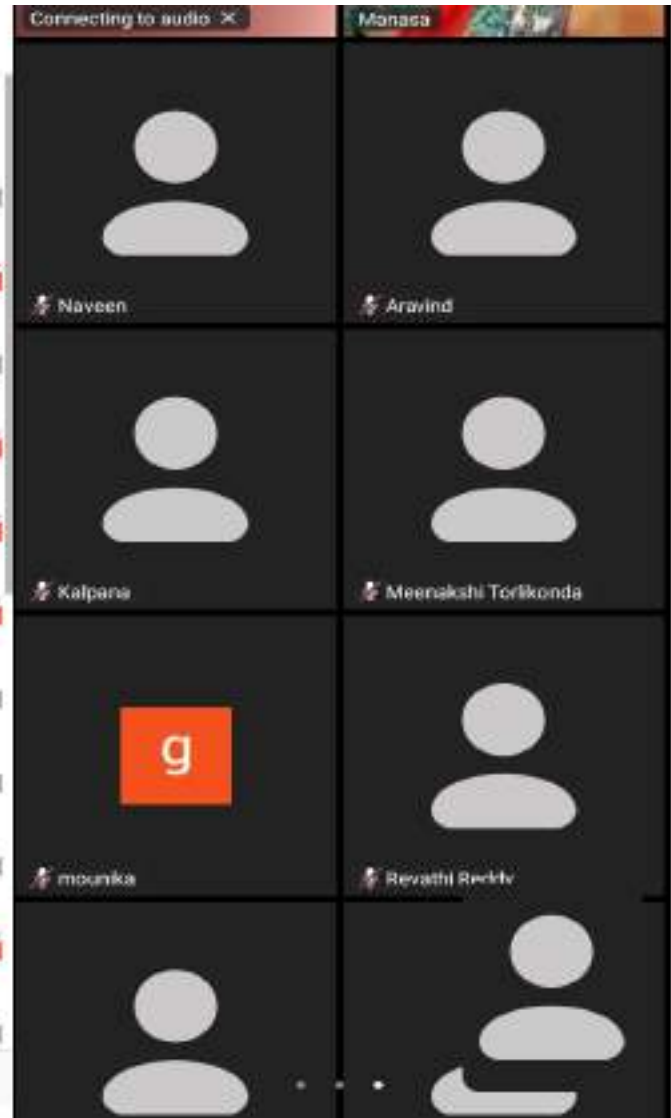 Connecting to audio ×
Manasa
Naveen
Aravind
Kalpana
Meenakshi Torlikonda
g
mounika
Revathi Reddy